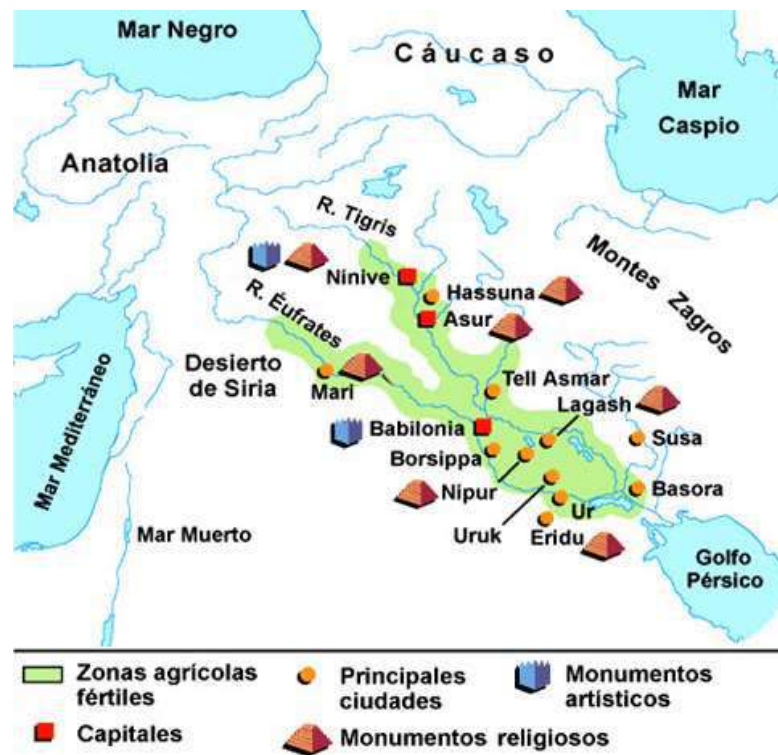 Mar Negro
Cáucaso
Mar
Caspio
Anatolia
R. Tigris
Montes Zagros
Ninive
Hassuna
R. Éufrates
Asur
Desierto
de Siria
Mari
Tell Asmar
Lagash
Mar Mediterráneo
Babilonia
Susa
Borsippa
Nipur
Basora
Ur
Uruk
Eridu
Mar Muerto
Golfo
Pérsico
Zonas agrícolas
fértiles
Principales
ciudades
Monumentos
artísticos
Capitales
Monumentos religiosos